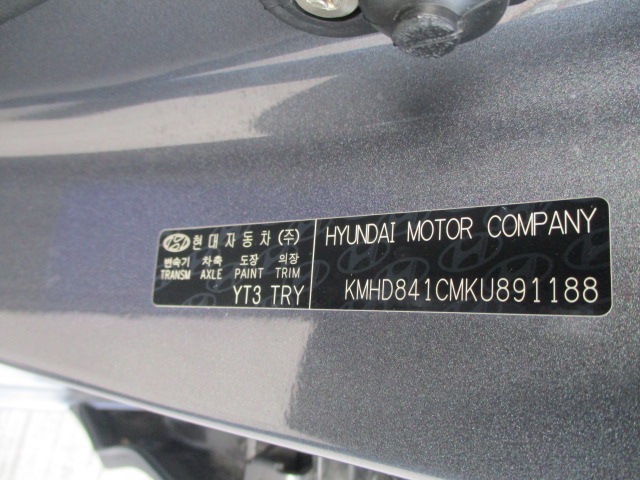 현대자동차(주)
변속기 차축 도장 의장
TRANSM AXLE PAINT TRIM
YT3 TRY
HYUNDAI MOTOR COMPANY
KMHD841CMKU891188